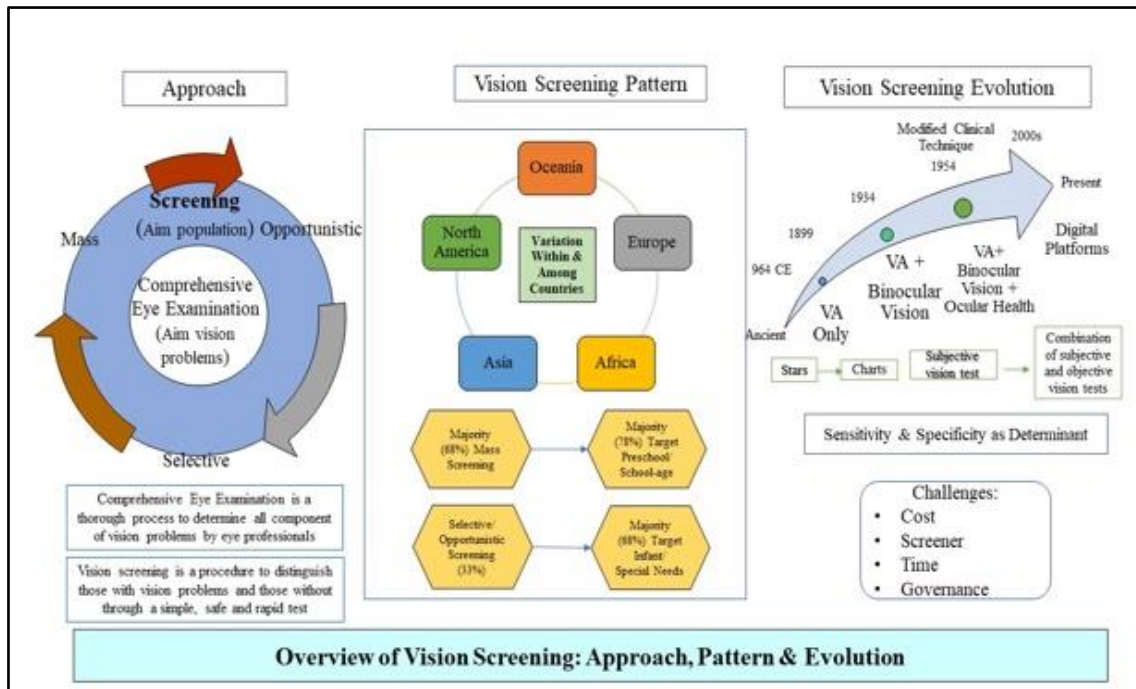 Approach
Screening
(Aim population)
Mass
Opportunistic
Comprehensive
Eye Examination
(Aim vision
problems)
Selective
Comprehensive Eye Examination is a
thorough process to determine all component
of vision problems by eye professionals
Vision screening is a procedure to distinguish
those with vision problems and those without
through a simple, safe and rapid test
Vision Screening Pattern
Oceania
North
America
Variation
Within &
Among
Countries
Europe
Asia
Africa
Majority
(68%) Mass
Screening
Majority
(78%) Target
Preschool/
School-age
Selective/
Opportunistic
Screening
(33%)
Majority
(68%) Target
Infant/
Special Needs
Vision Screening Evolution
Modified Clinical
Technique
2000s
1954
1934
1899
964 CE
Ancient
Present
VA
Only
VA +
Binocular
Vision
VA+
Binocular
Vision +
Ocular Health
Digital
Platforms
Stars
Charts
Subjective
vision test
Combination
of subjective
and objective
vision tests
Sensitivity & Specificity as Determinant
Challenges:
• Cost
• Screener
• Time
• Governance
Overview of Vision Screening: Approach, Pattern & Evolution